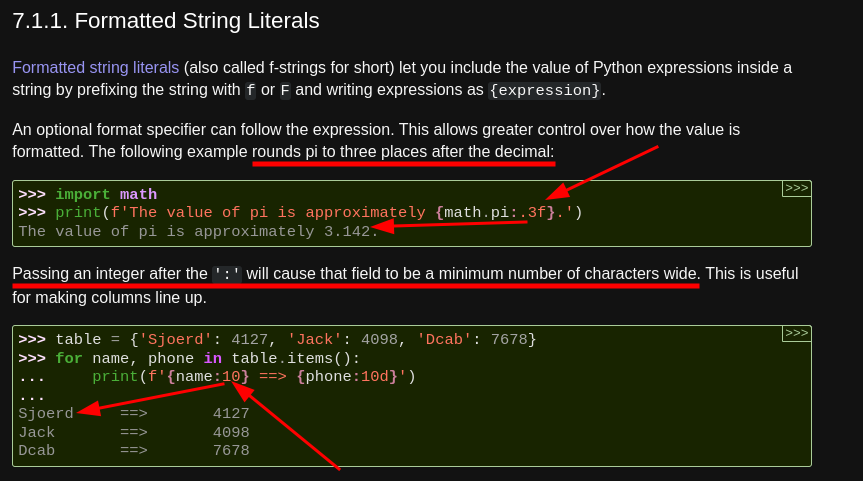 7.1.1. Formatted String Literals
Formatted string literals (also called f-strings for short) let you include the value of Python expressions inside a
string by prefixing the string with f or F and writing expressions as {expression}.
An optional format specifier can follow the expression. This allows greater control over how the value is
formatted. The following example rounds pi to three places after the decimal:
>>>
>>> import math
>>> print(f'The value of pi is approximately {math.pi:.3f}.')
The value of pi is approximately 3.142.
Passing an integer after the ':' will cause that field to be a minimum number of characters wide. This is useful
for making columns line up.
>>>
>>> table = {'Sjoerd': 4127, 'Jack': 4098, 'Dcab': 7678}
>>> for name, phone in table.items():
...     print(f'{name:10} ==> {phone:10d}')
...
Sjoerd     ==>       4127
Jack       ==>       4098
Dcab       ==>       7678